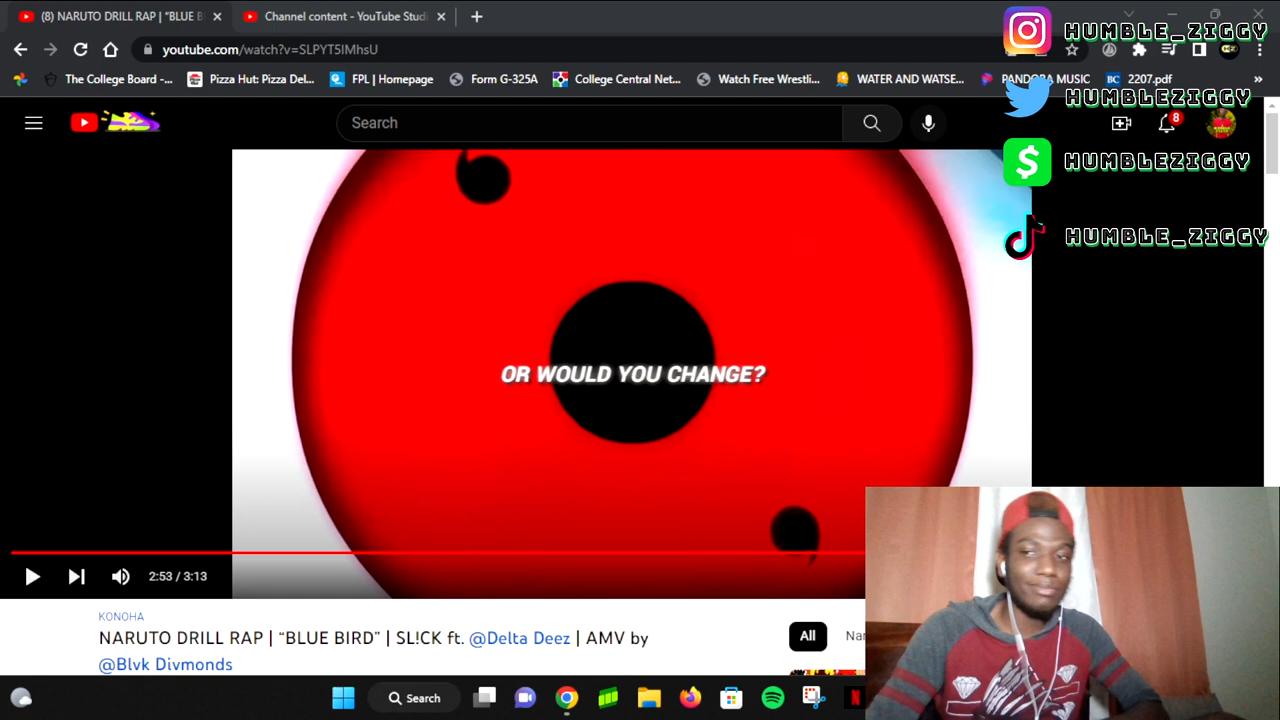 (8) NARUTO DRILL RAP | “BLUE B
Channel content - YouTube Studi
HUMBLE_ZIGGY
youtube.com/watch?v=SLPYT5IMhsU
The College Board -...
Pizza Hut: Pizza Del...
FPL | Homepage
Form G-325A
College Central Net...
Watch Free Wrestli...
WATER AND WATSE...
PANDORA MUSIC
BC 2207.pdf
HUMBLEZIGGY
Search
8
$ HUMBLEZIGGY
HUMBLE_ZIGGY
OR WOULD YOU CHANGE?
2:53 / 3:13
KONOHA
NARUTO DRILL RAP | “BLUE BIRD” | SL!CK ft. @Delta Deez | AMV by
@Blvk Divmonds
All
Nar
Search
N